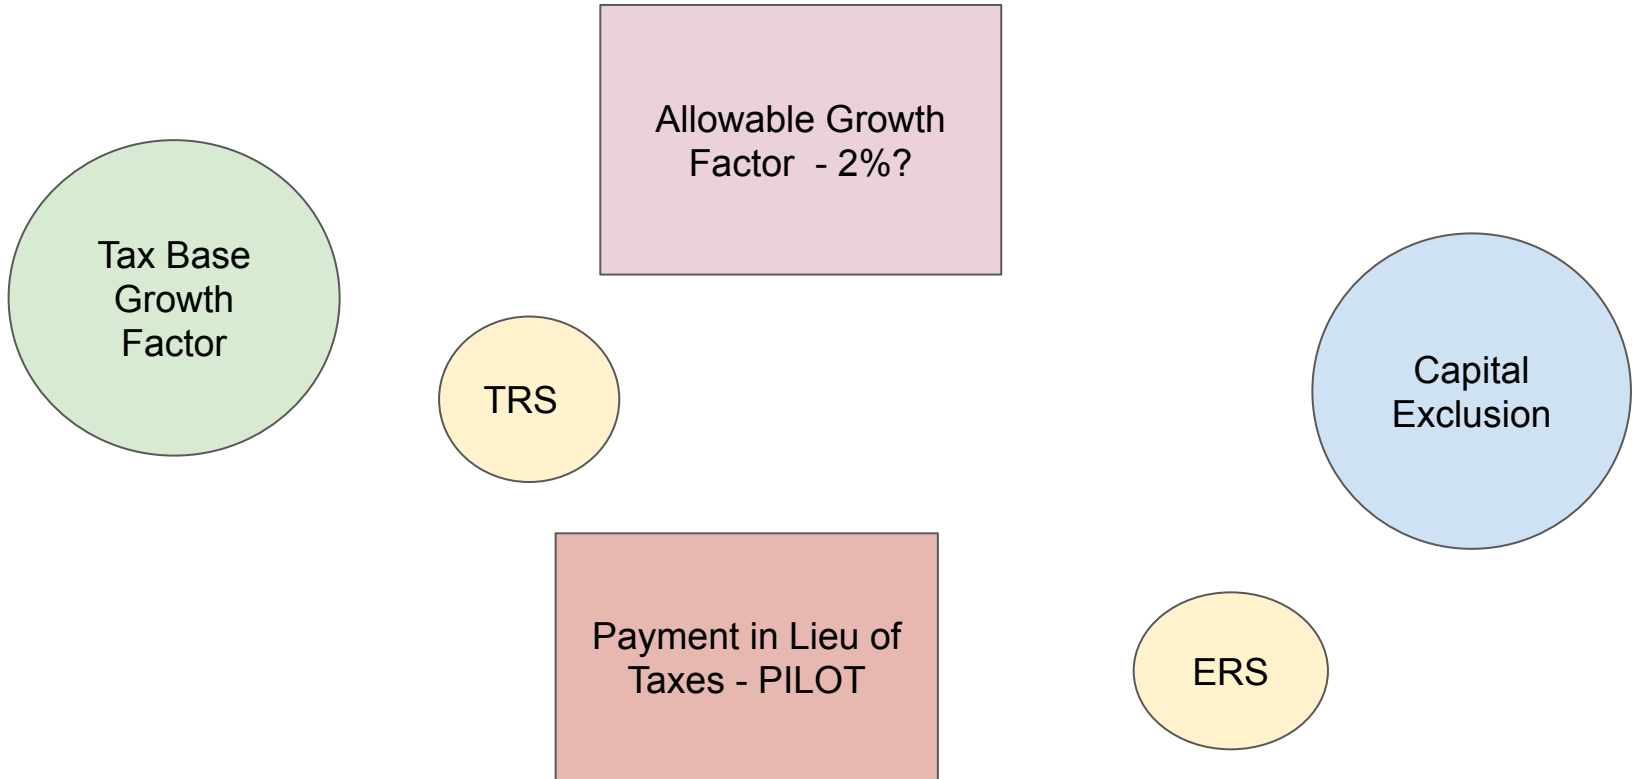 Allowable Growth
Factor  - 2%?
Tax Base
Growth
Factor
TRS
Capital
Exclusion
Payment in Lieu of
Taxes - PILOT
ERS